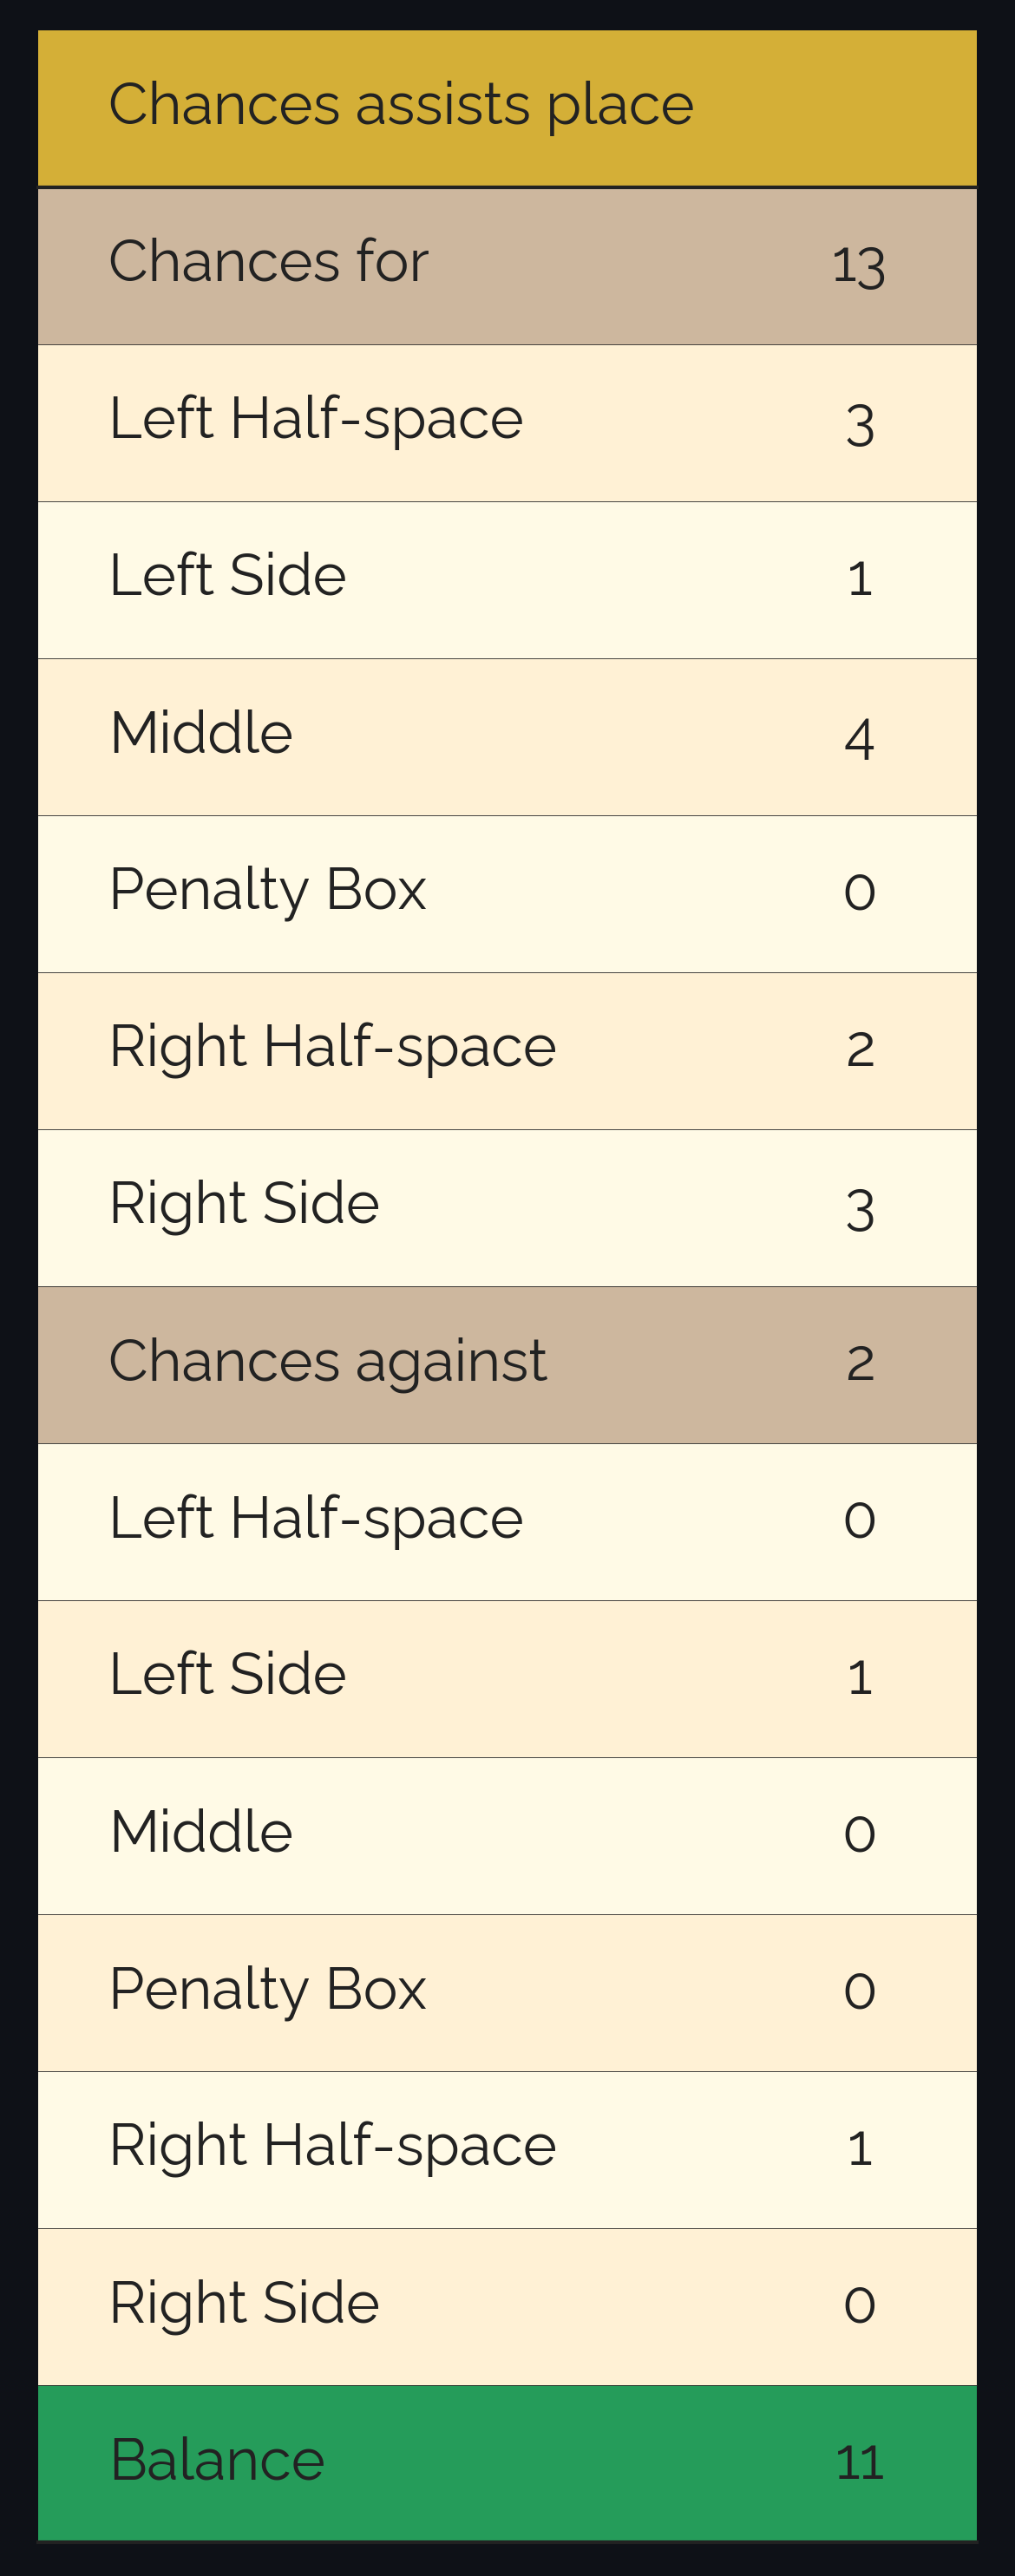 Chances assists place
Chances for 13
Left Half-space 3
Left Side 1
Middle 4
Penalty Box 0
Right Half-space 2
Right Side 3
Chances against 2
Left Half-space 0
Left Side 1
Middle 0
Penalty Box 0
Right Half-space 1
Right Side 0
Balance 11